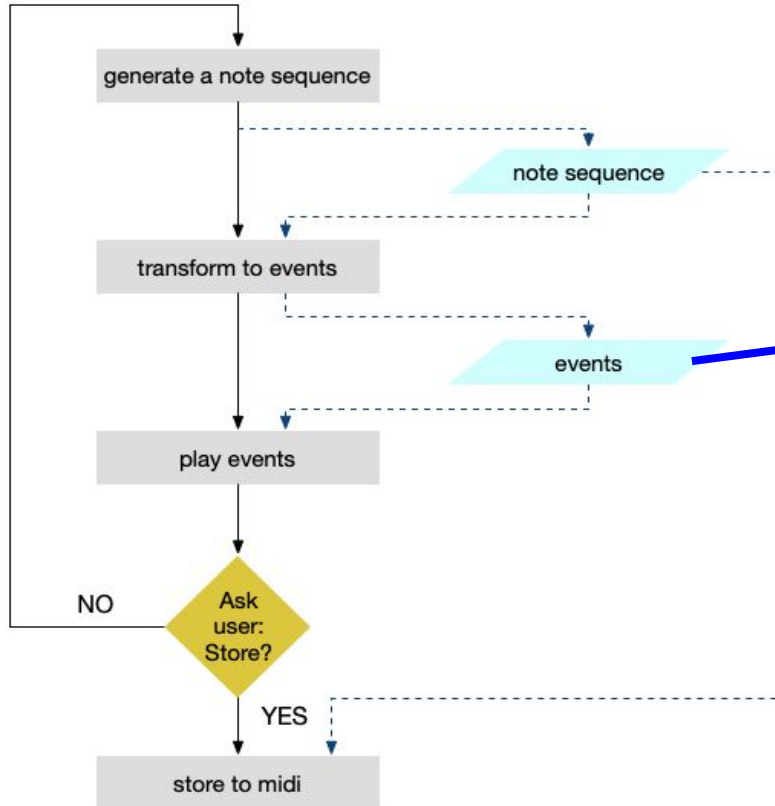 generate a note sequence
note sequence
transform to events
events
play events
Ask
user:
Store?
NO
YES
store to midi